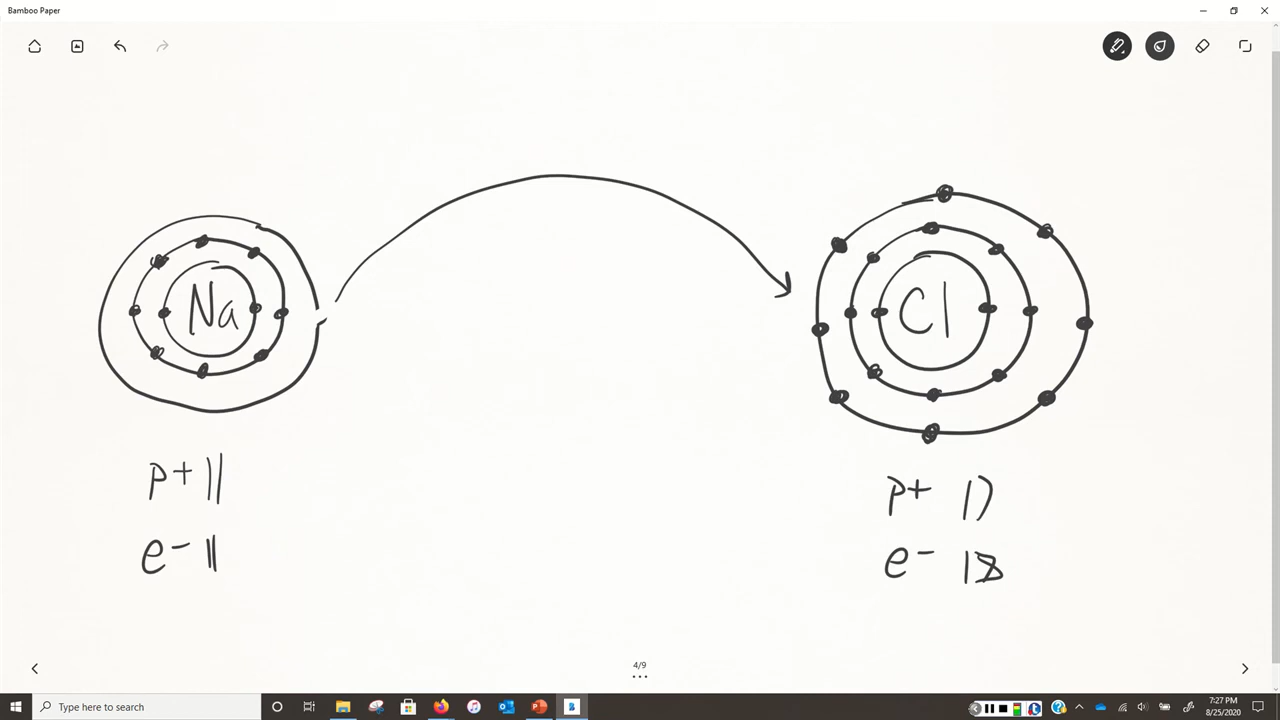 Bamboo Paper
Na
Cl
p+ 11
e- 11
p+ 17
e- 18
4/9
Type here to search
7:27 PM
8/25/2020